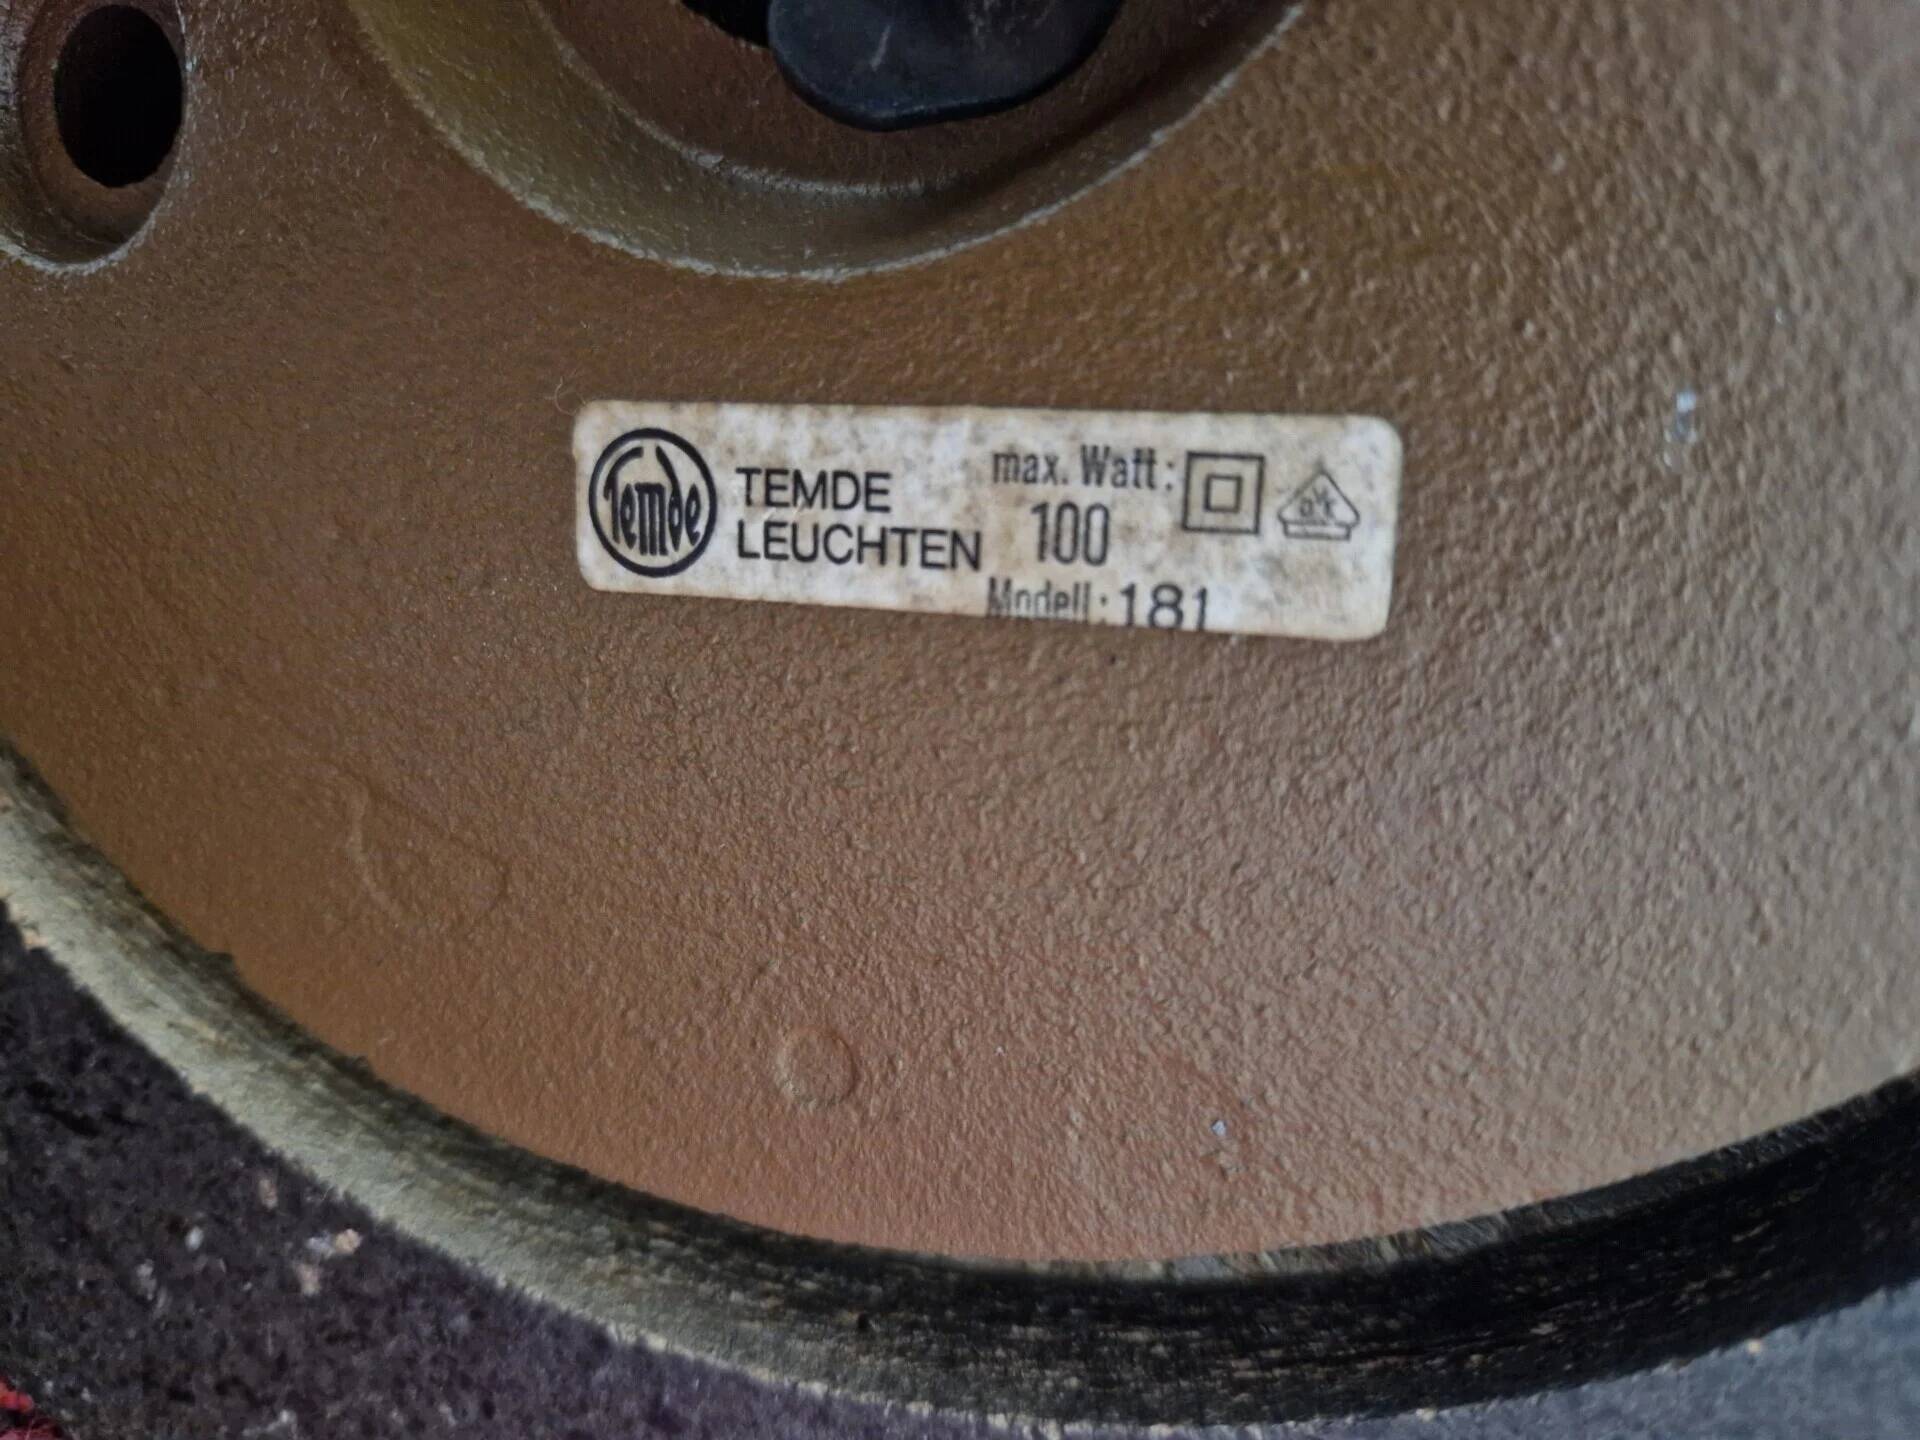 Temde
TEMDE
LEUCHTEN
max. Watt:
100
Modell: 181